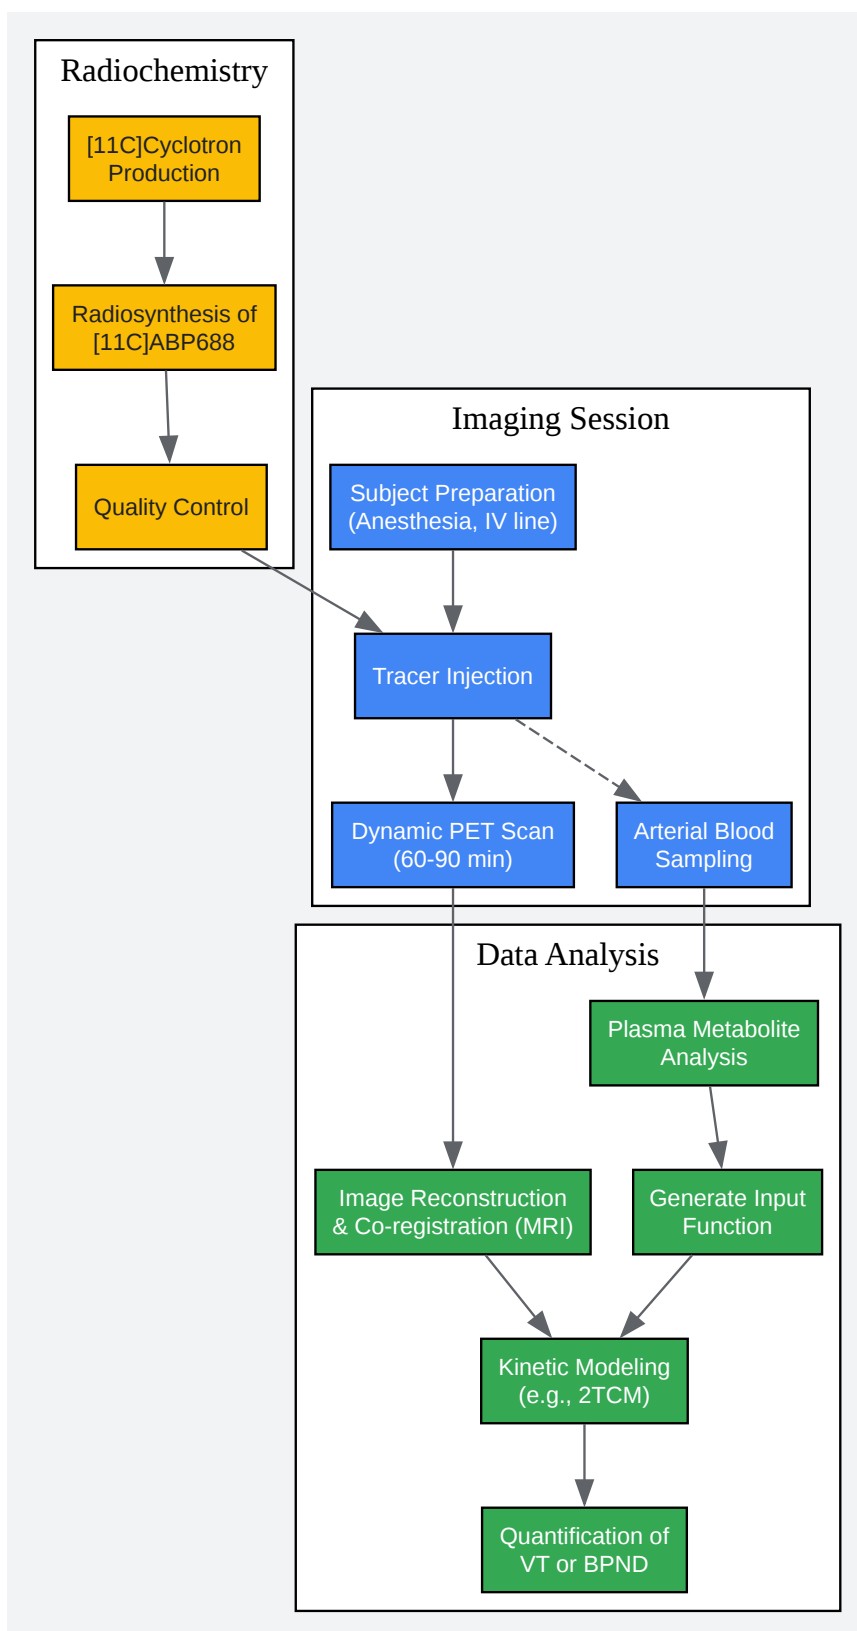 Radiochemistry
[11C]Cyclotron
Production
Radiosynthesis of
[11C]ABP688
Quality Control
Imaging Session
Subject Preparation
(Anesthesia, IV line)
Tracer Injection
Dynamic PET Scan
(60-90 min)
Arterial Blood
Sampling
Data Analysis
Plasma Metabolite
Analysis
Image Reconstruction
& Co-registration (MRI)
Generate Input
Function
Kinetic Modeling
(e.g., 2TCM)
Quantification of
VT or BPND